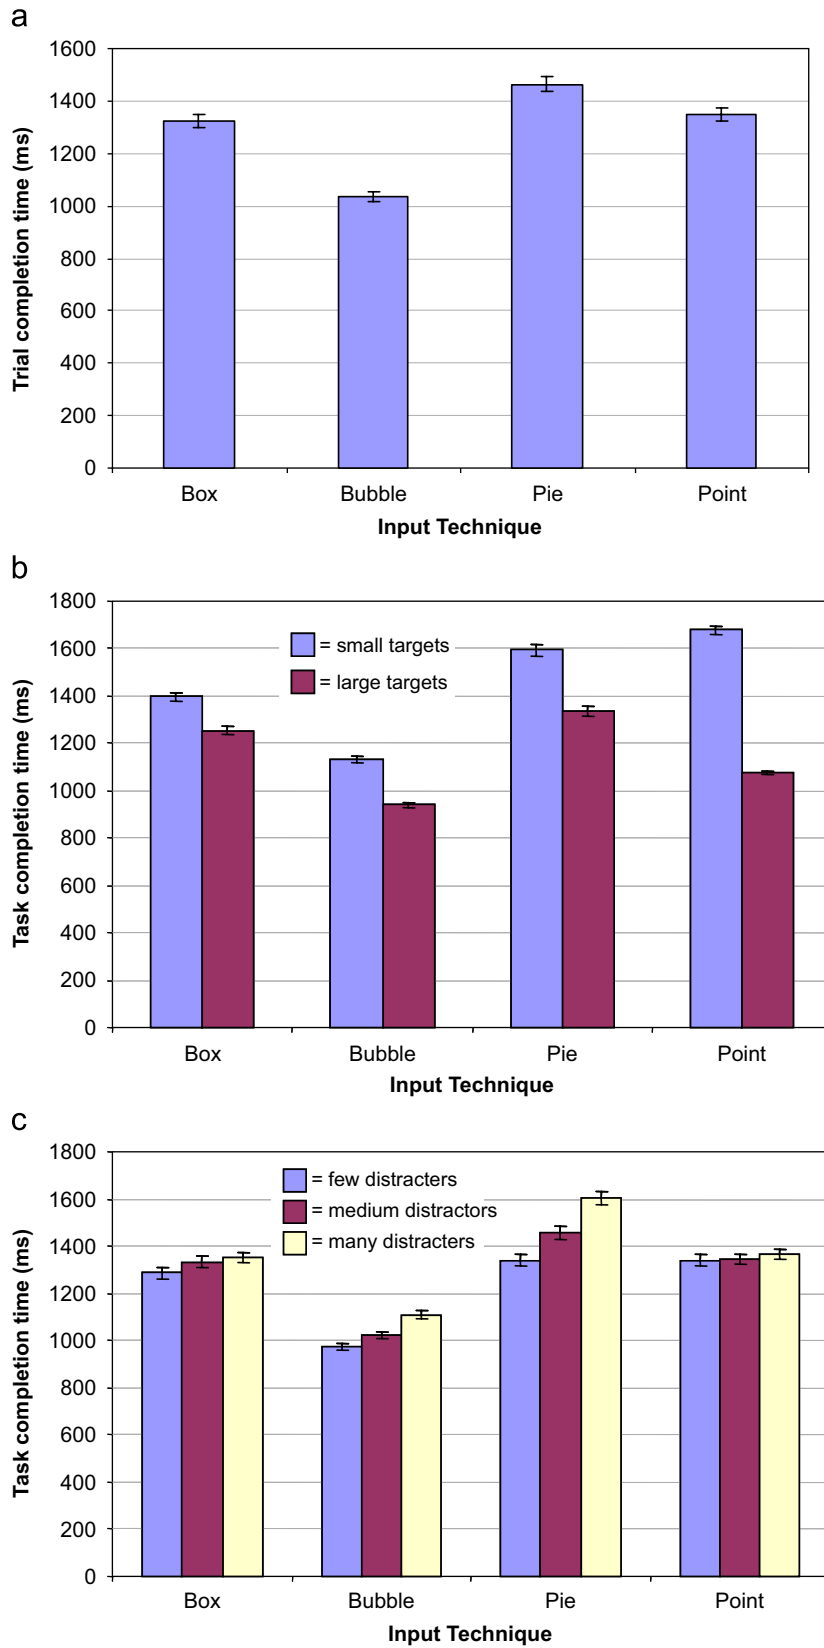 a
1600
1400
1200
1000
800
600
400
200
0
Trial completion time (ms)
Box Bubble Pie Point
Input Technique
b
1800
1600
1400
1200
1000
800
600
400
200
0
Task completion time (ms)
= small targets
= large targets
Box Bubble Pie Point
Input Technique
c
1800
1600
1400
1200
1000
800
600
400
200
0
Task completion time (ms)
= few distracters
= medium distractors
= many distracters
Box Bubble Pie Point
Input Technique